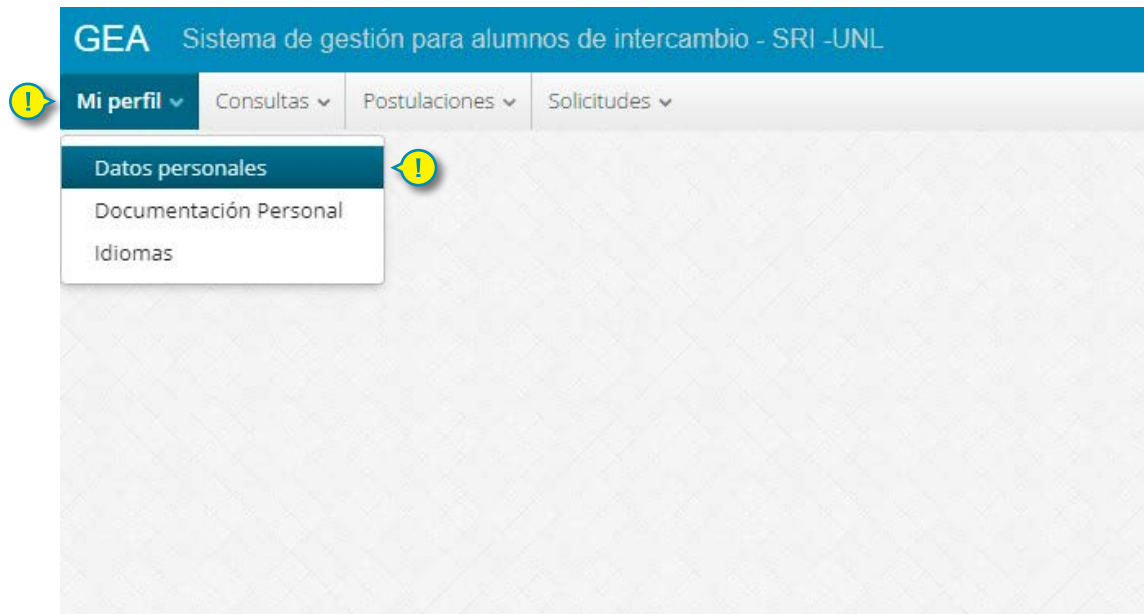 GEA Sistema de gestión para alumnos de intercambio - SRI -UNL
! Mi perfil Consultas Postulaciones Solicitudes
Datos personales !
Documentación Personal
Idiomas